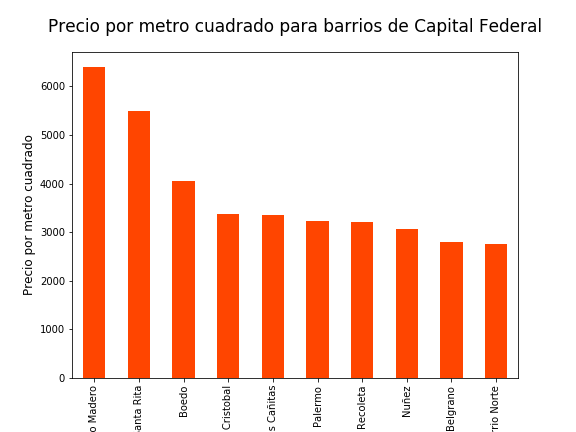 Precio por metro cuadrado para barrios de Capital Federal
Precio por metro cuadrado
6000
5000
4000
3000
2000
1000
0
o Madero
anta Rita
Boedo
Cristobal
s Cañitas
Palermo
Recoleta
Nuñez
Belgrano
rrio Norte